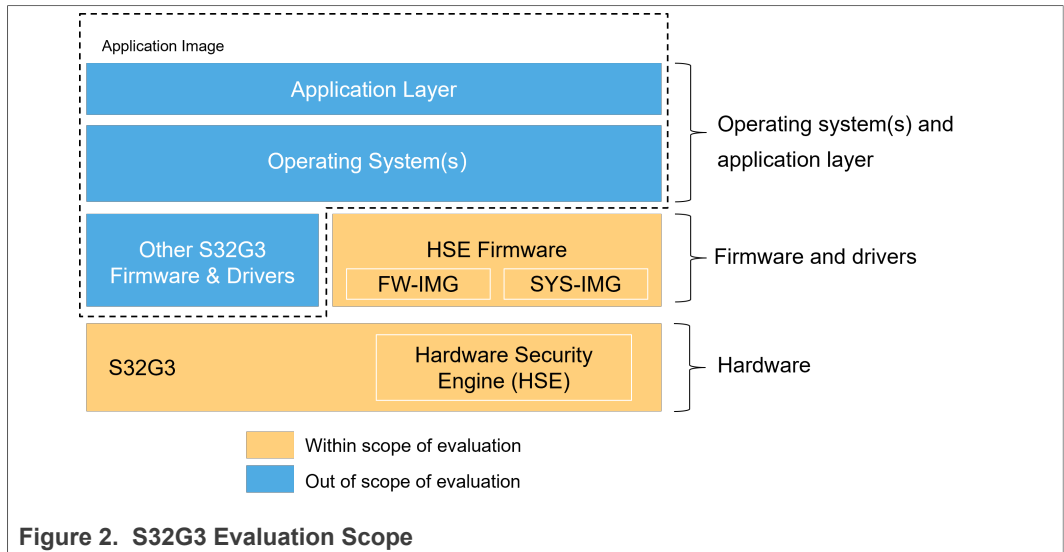 Application Image
Application Layer
Operating System(s)
Operating system(s) and
application layer
Other S32G3
Firmware & Drivers
HSE Firmware
FW-IMG
SYS-IMG
Firmware and drivers
S32G3
Hardware Security
Engine (HSE)
Hardware
Within scope of evaluation
Out of scope of evaluation
Figure 2. S32G3 Evaluation Scope